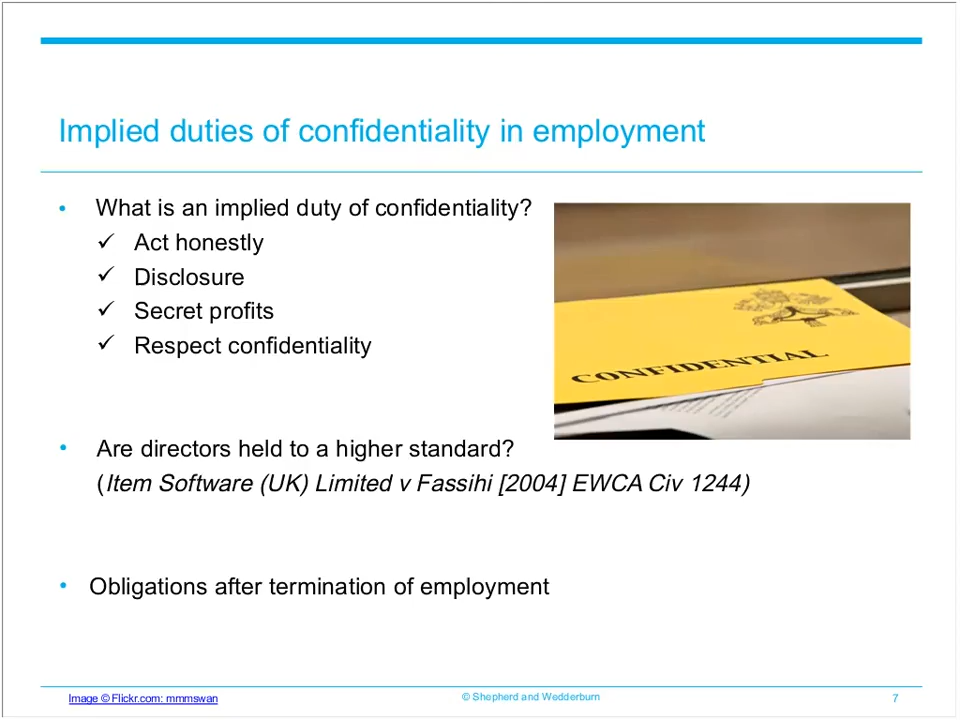 Implied duties of confidentiality in employment
• What is an implied duty of confidentiality?
✓ Act honestly
✓ Disclosure
✓ Secret profits
✓ Respect confidentiality
CONFIDENTIAL
• Are directors held to a higher standard?
(Item Software (UK) Limited v Fassihi [2004] EWCA Civ 1244)
• Obligations after termination of employment
Image © Flickr.com: mmmswan
© Shepherd and Wedderburn
7